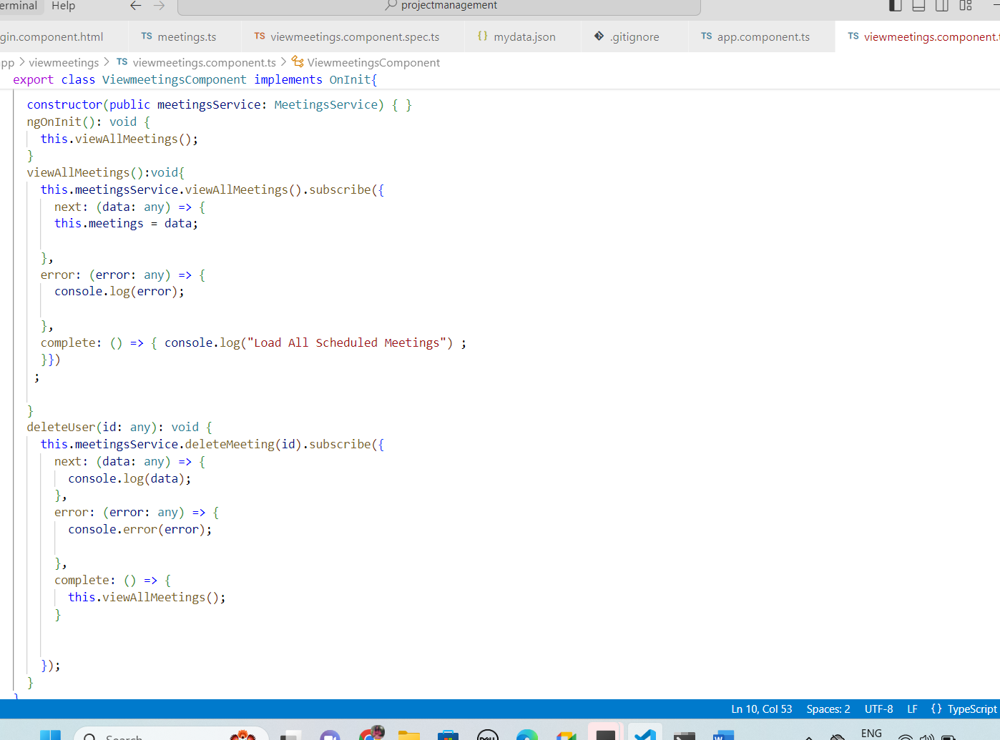 erminal Help projectmanagement
gin.component.html TS meetings.ts TS viewmeetings.component.spec.ts {} mydata.json .gitignore TS app.component.ts TS viewmeetings.component.t
pp > viewmeetings > TS viewmeetings.component.ts > ViewmeetingsComponent
export class ViewmeetingsComponent implements OnInit{
constructor(public meetingsService: MeetingsService) { }
ngOnInit(): void {
this.viewAllMeetings();
}
viewAllMeetings():void{
this.meetingsService.viewAllMeetings().subscribe({
next: (data: any) => {
this.meetings = data;
},
error: (error: any) => {
console.log(error);
},
complete: () => { console.log("Load All Scheduled Meetings") ;
}})
;
}
deleteUser(id: any): void {
this.meetingsService.deleteMeeting(id).subscribe({
next: (data: any) => {
console.log(data);
},
error: (error: any) => {
console.error(error);
},
complete: () => {
this.viewAllMeetings();
}
});
}
}
Ln 10, Col 53 Spaces: 2 UTF-8 LF {} TypeScript
Search DELL W ENG